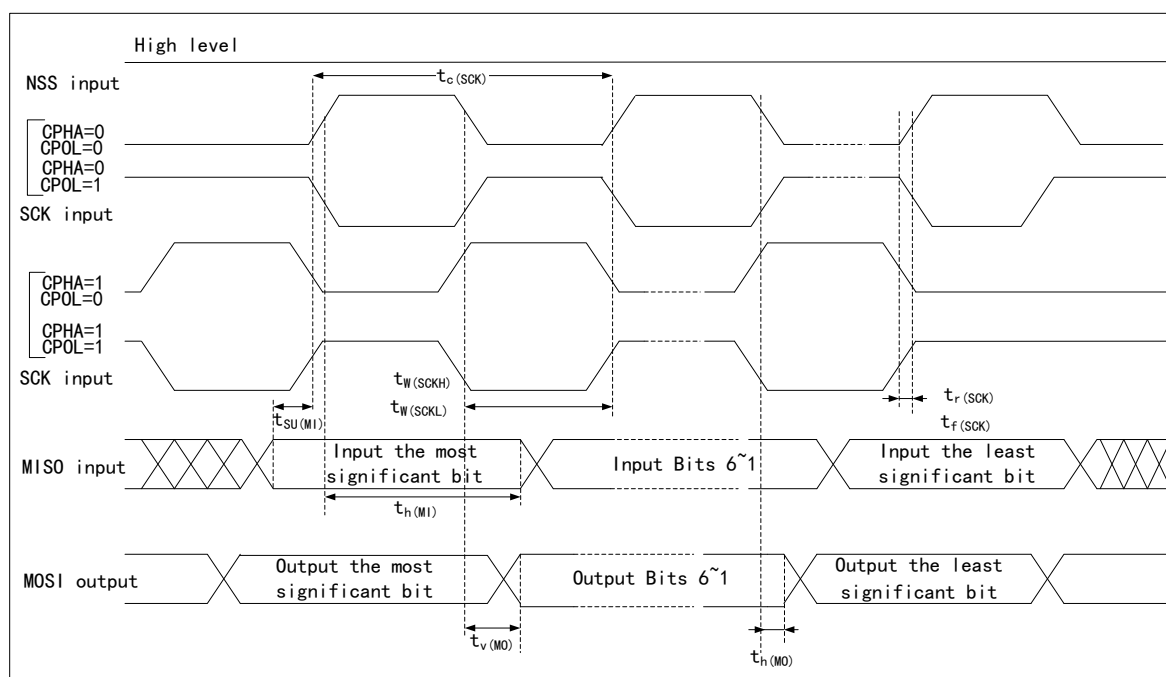 High level
NSS input
t c(SCK)
CPHA=0
CPOL=0
CPHA=0
CPOL=1
SCK input
CPHA=1
CPOL=0
CPHA=1
CPOL=1
SCK input
tW(SCKH)
tW(SCKL)
tr(SCK)
tf(SCK)
tSU(MI)
MISO input
Input the most
significant bit
Input Bits 6~1
Input the least
significant bit
th(MI)
MOSI output
Output the most
significant bit
Output Bits 6~1
Output the least
significant bit
tv(MO)
th(MO)